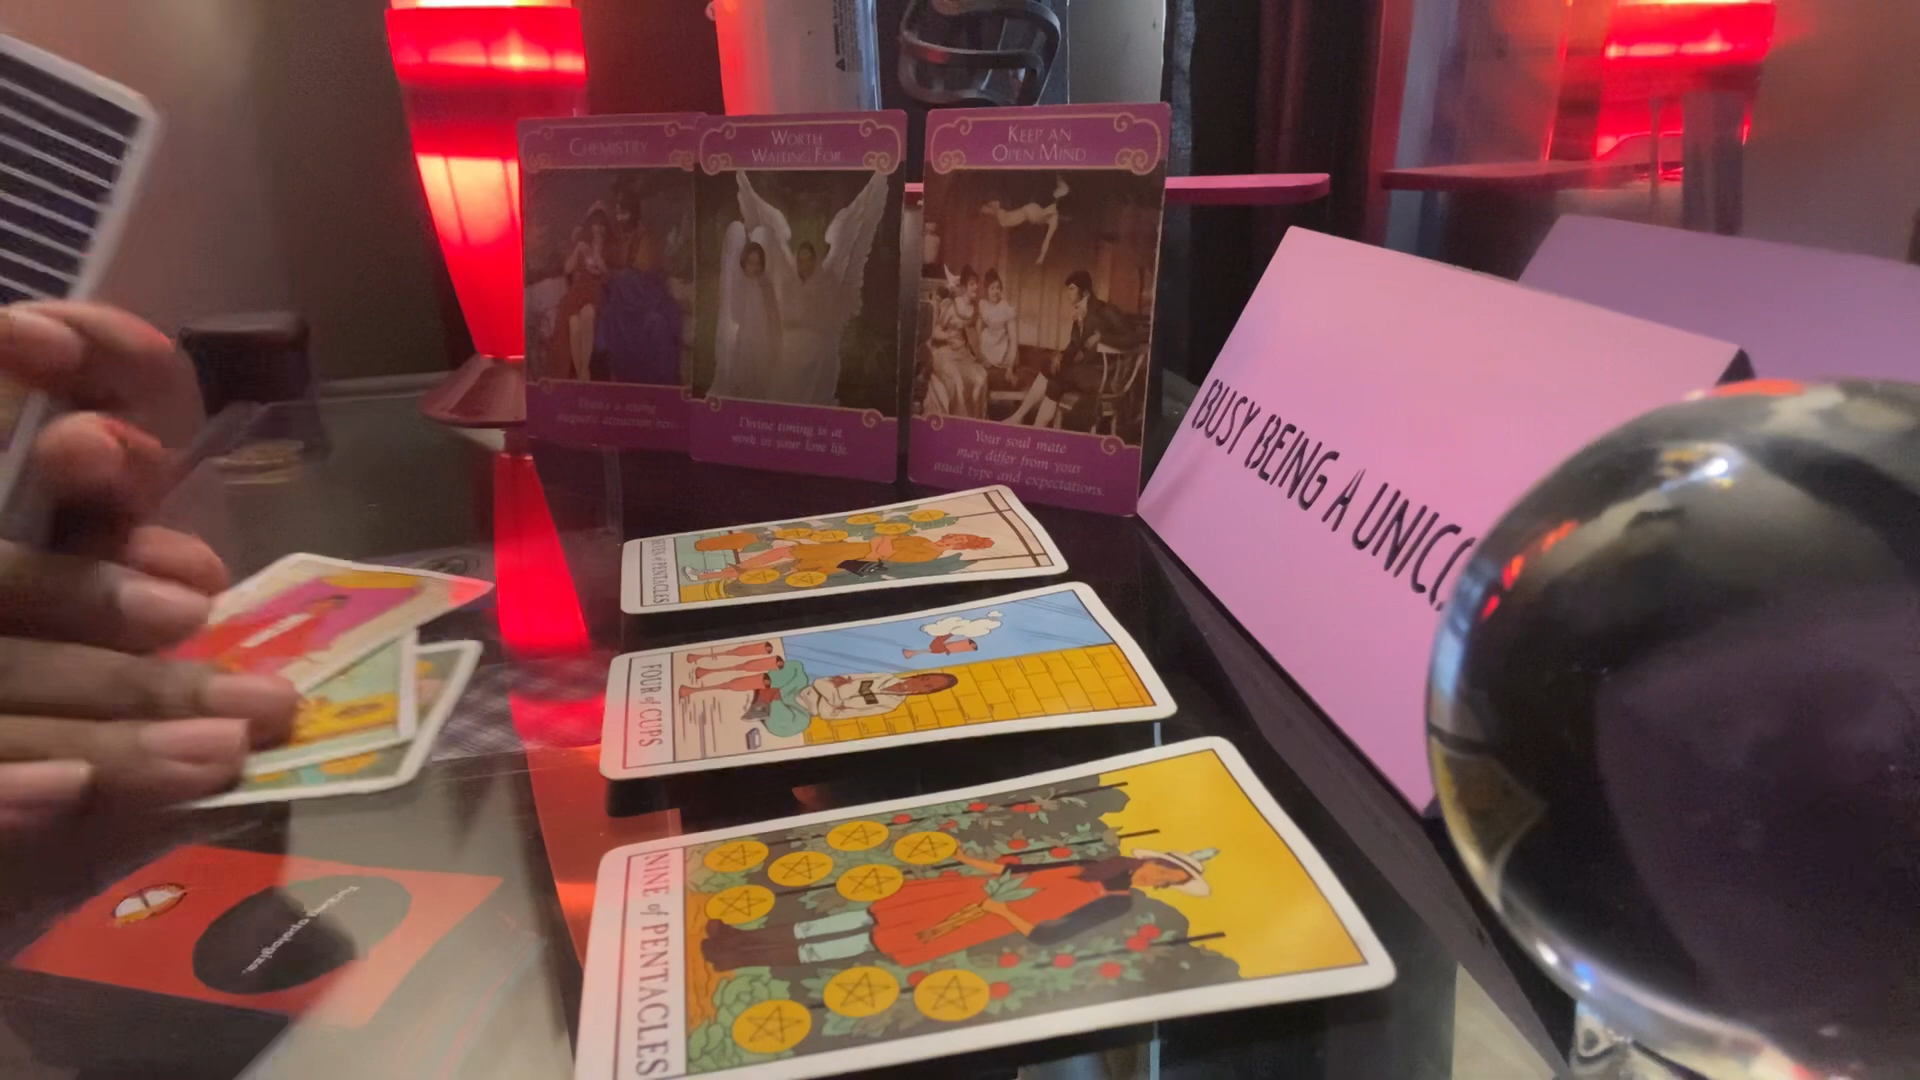 CHEMISTRY
WORTH
WAITING FOR
Divine timing is at
work in your love life.
KEEP AN
OPEN MIND
Your soul mate
may differ from your
usual type and expectations.
BUSY BEING A UNICO
SEVEN of PENTACLES
FOUR of CUPS
NINE of PENTACLES